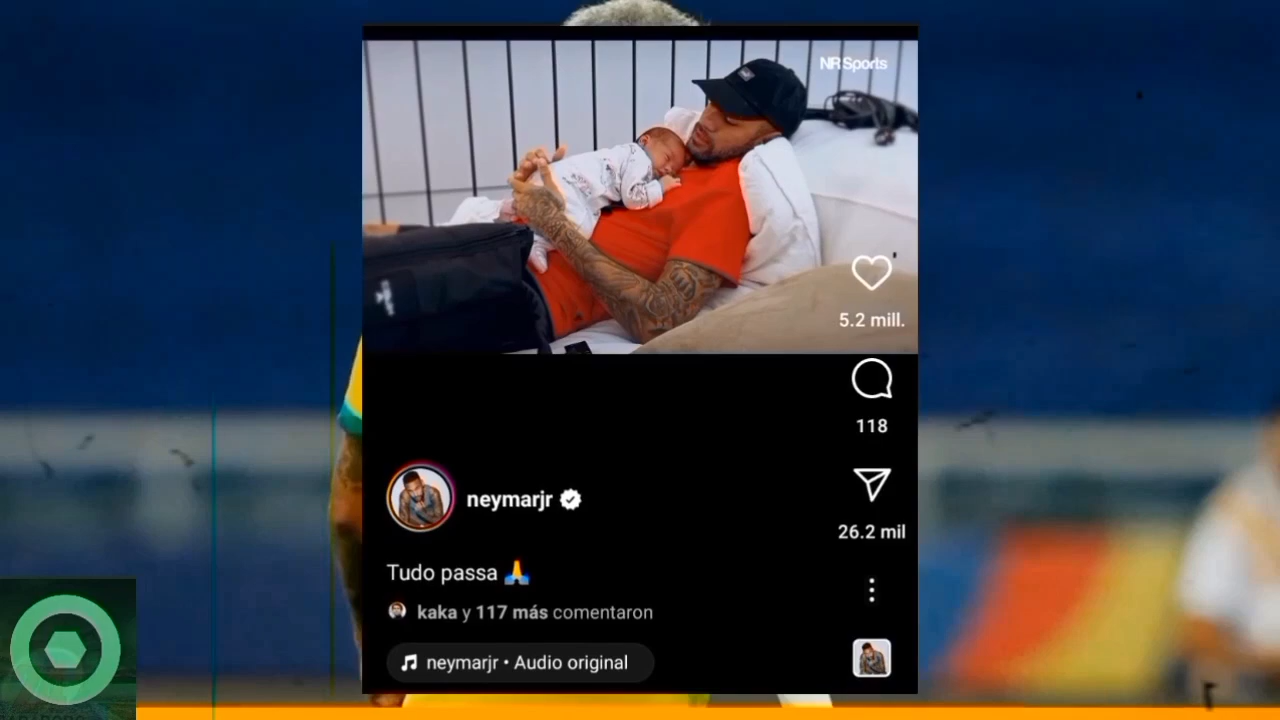 NR Sports
5.2 mill.
118
neymarjr
26.2 mil
Tudo passa 🙏
kaka y 117 más comentaron
neymarjr • Audio original